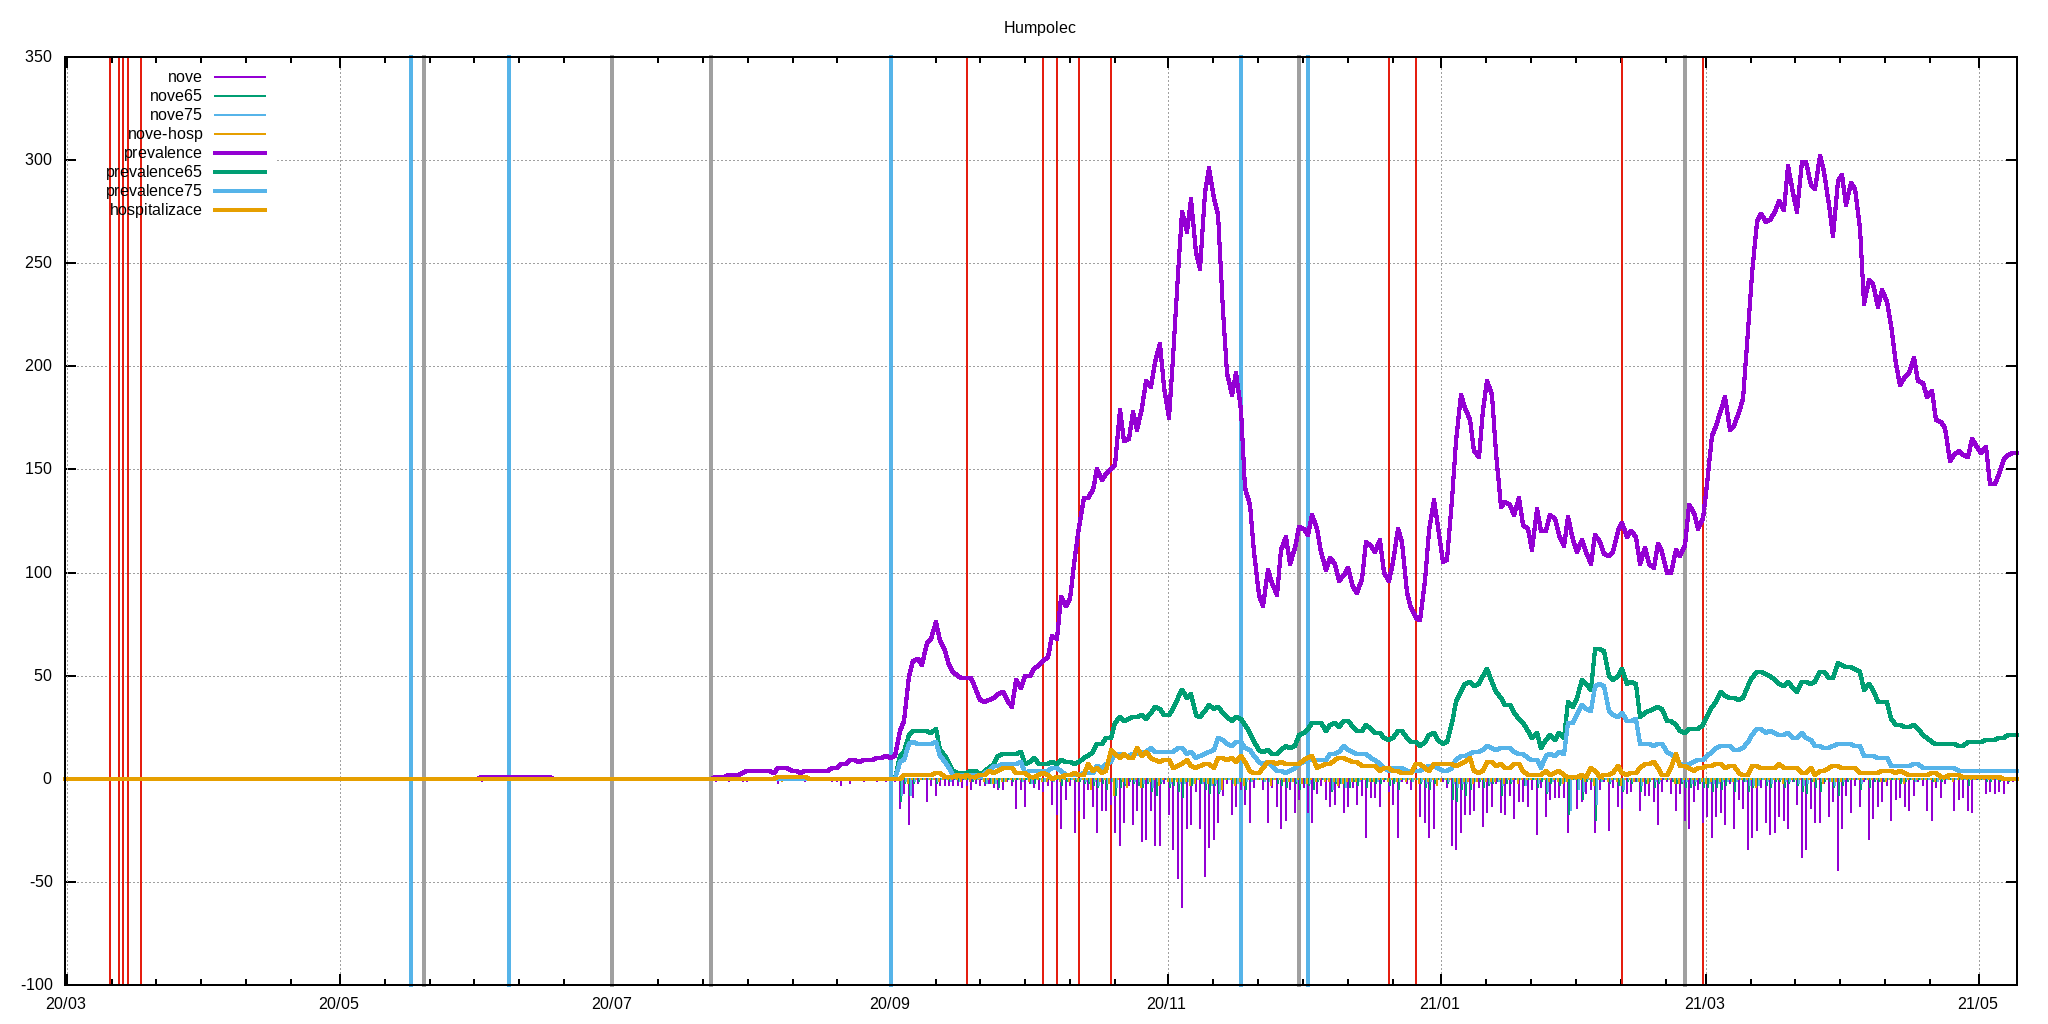 Humpolec
350
300
250
200
150
100
50
0
-50
-100
nove
nove65
nove75
nove-hosp
prevalence
prevalence65
prevalence75
hospitalizace
20/03 20/05 20/07 20/09 20/11 21/01 21/03 21/05